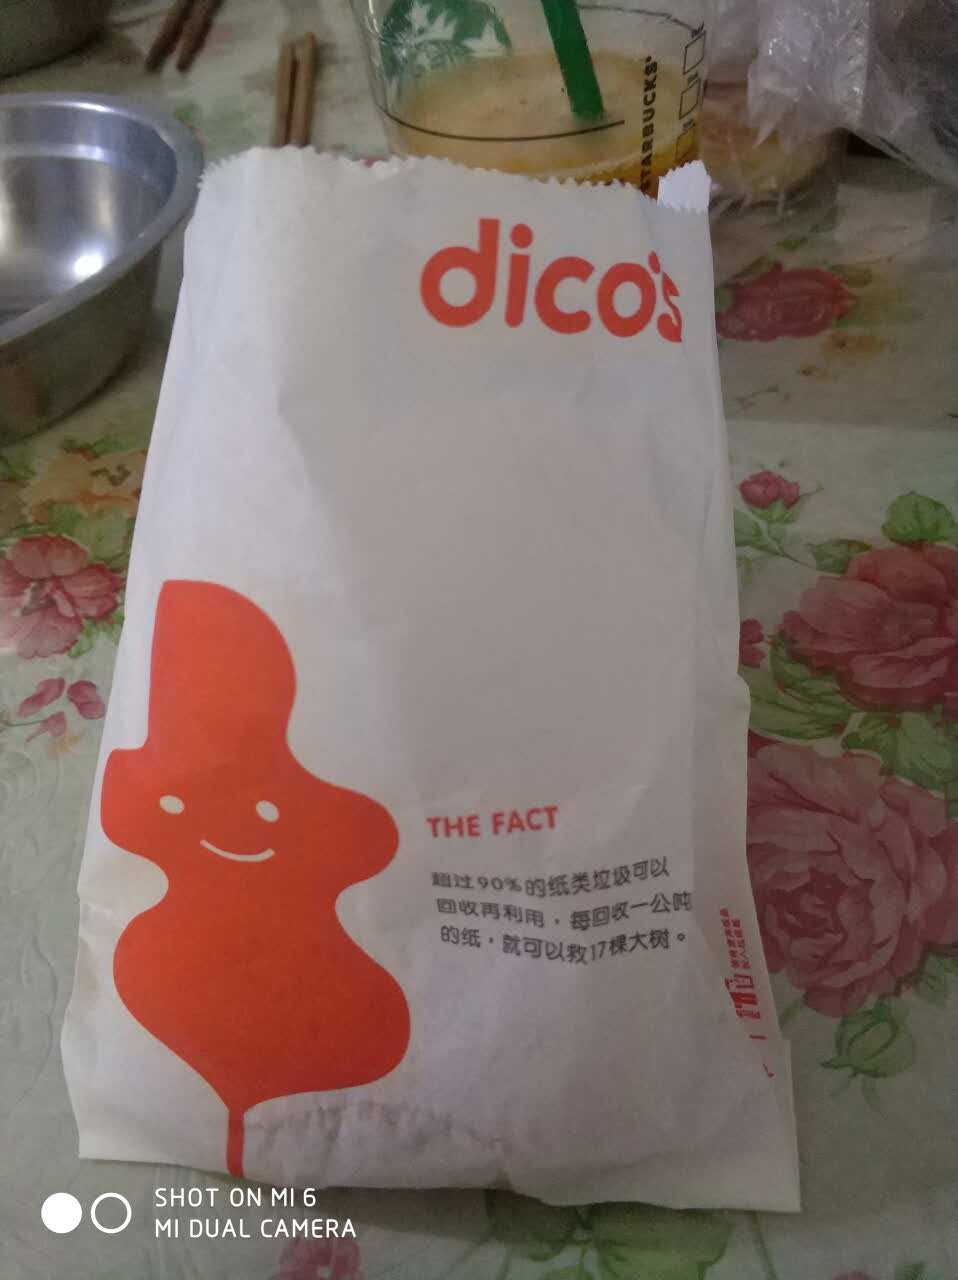 STARBUCKS
dico's
THE FACT
超过90%的纸类垃圾可以
回收再利用，每回收一公吨
的纸，就可以救17棵大树。
SHOT ON MI 6
MI DUAL CAMERA